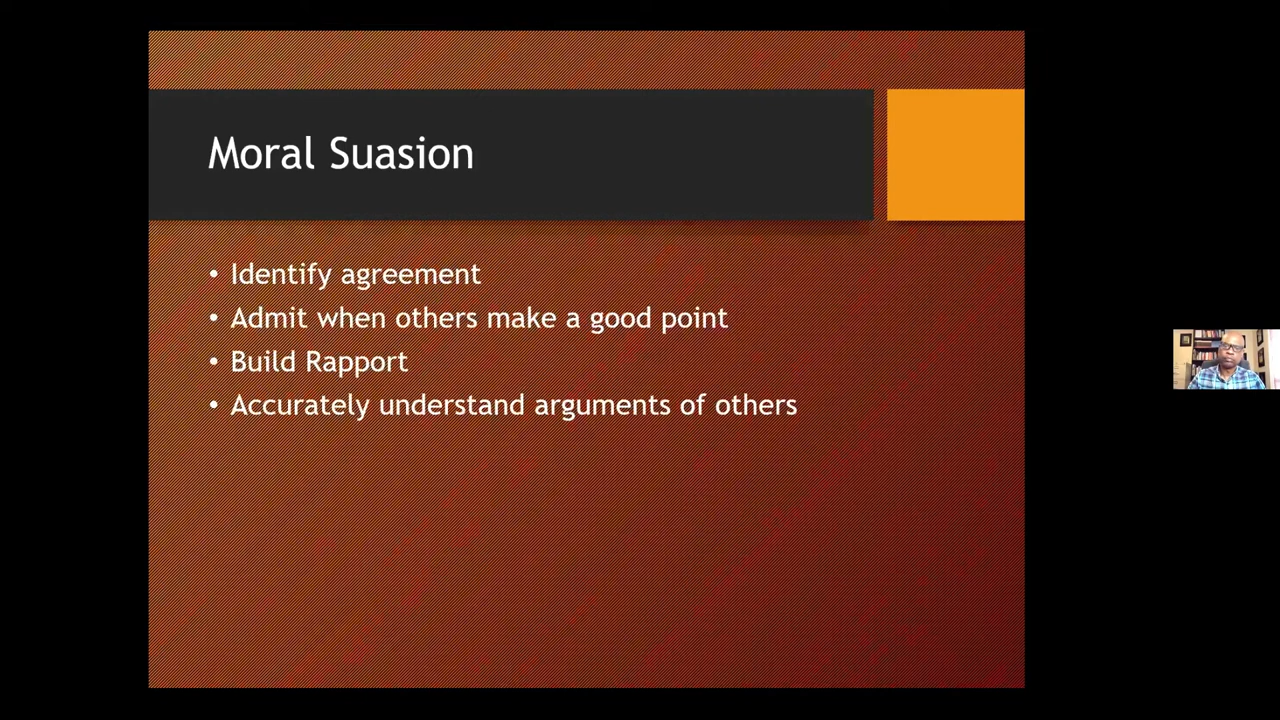 Moral Suasion
• Identify agreement
• Admit when others make a good point
• Build Rapport
• Accurately understand arguments of others